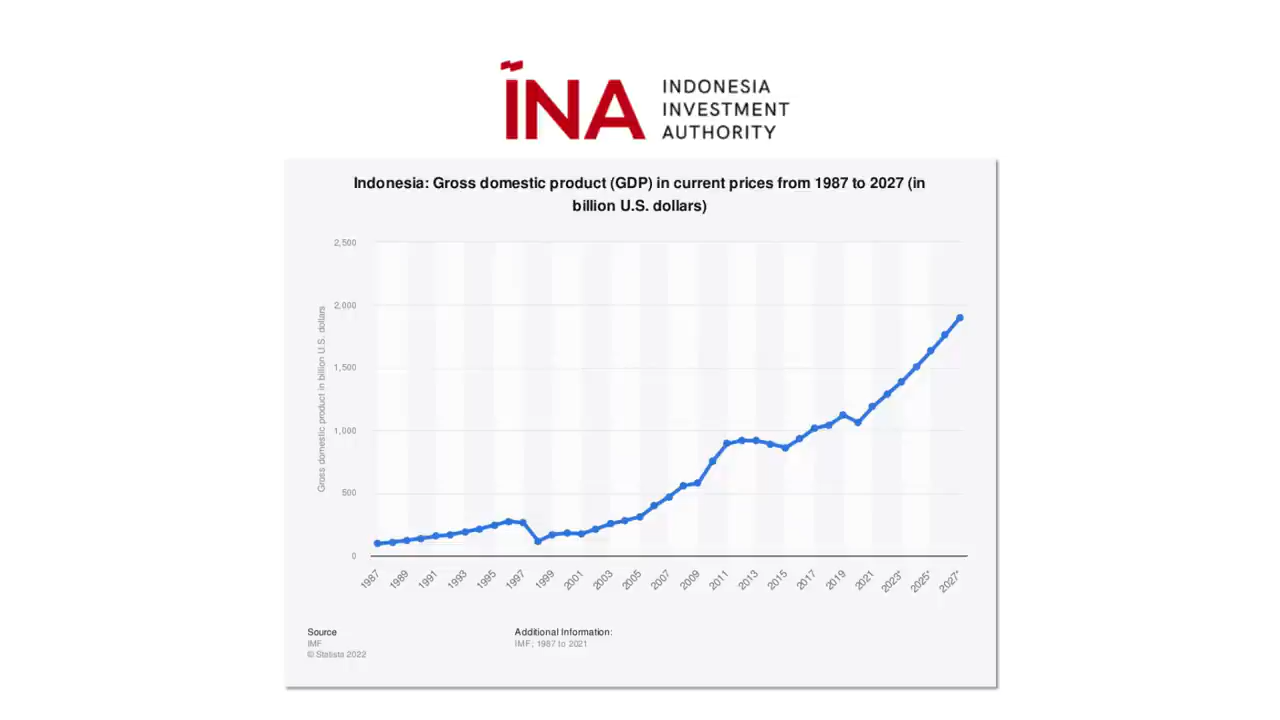 INA
INDONESIA
INVESTMENT
AUTHORITY
Indonesia: Gross domestic product (GDP) in current prices from 1987 to 2027 (in
billion U.S. dollars)
Gross domestic product in billion U.S. dollars
2,500
2,000
1,500
1,000
500
0
1987
1989
1991
1993
1995
1997
1999
2001
2003
2005
2007
2009
2011
2013
2015
2017
2019
2021
2023*
2025*
2027*
Source
IMF
© Statista 2022
Additional Information:
IMF; 1987 to 2021